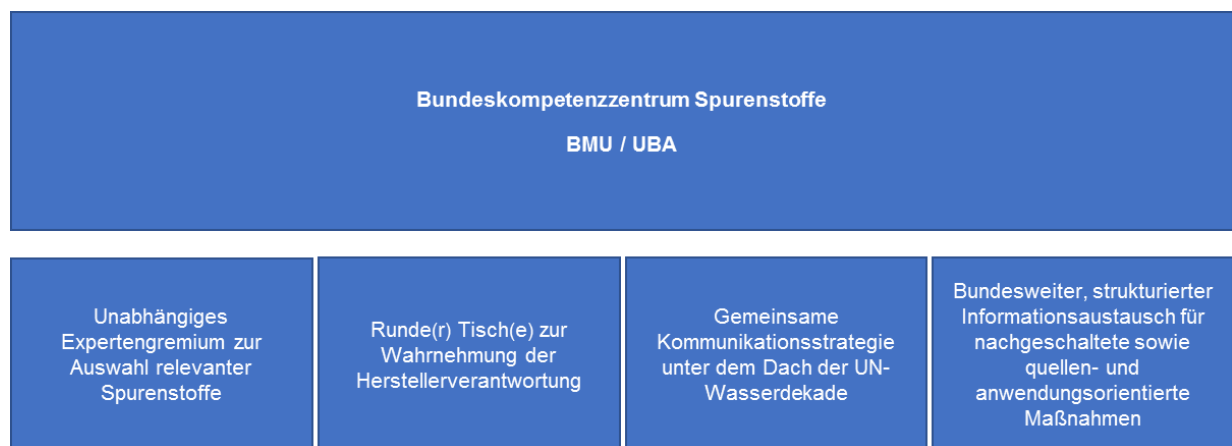 Bundeskompetenzzentrum Spurenstoffe
BMU / UBA
Unabhängiges
Expertengremium zur
Auswahl relevanter
Spurenstoffe
Runde(r) Tisch(e) zur
Wahrnehmung der
Herstellerverantwortung
Gemeinsame
Kommunikationsstrategie
unter dem Dach der UN-
Wasserdekade
Bundesweiter, strukturierter
Informationsaustausch für
nachgeschaltete sowie
quellen- und
anwendungsorientierte
Maßnahmen